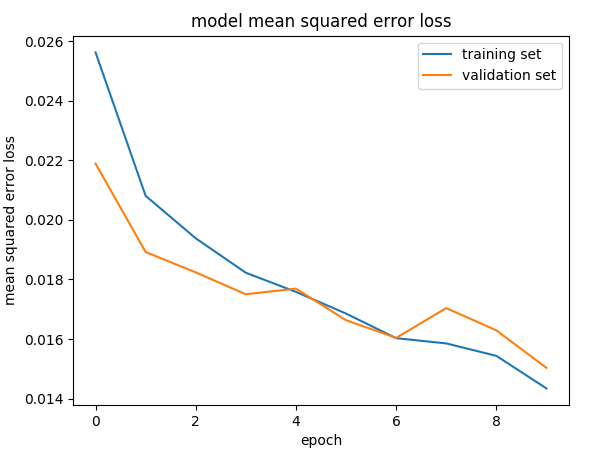 model mean squared error loss
training set
validation set
mean squared error loss
0.026
0.024
0.022
0.020
0.018
0.016
0.014
0
2
4
6
8
epoch